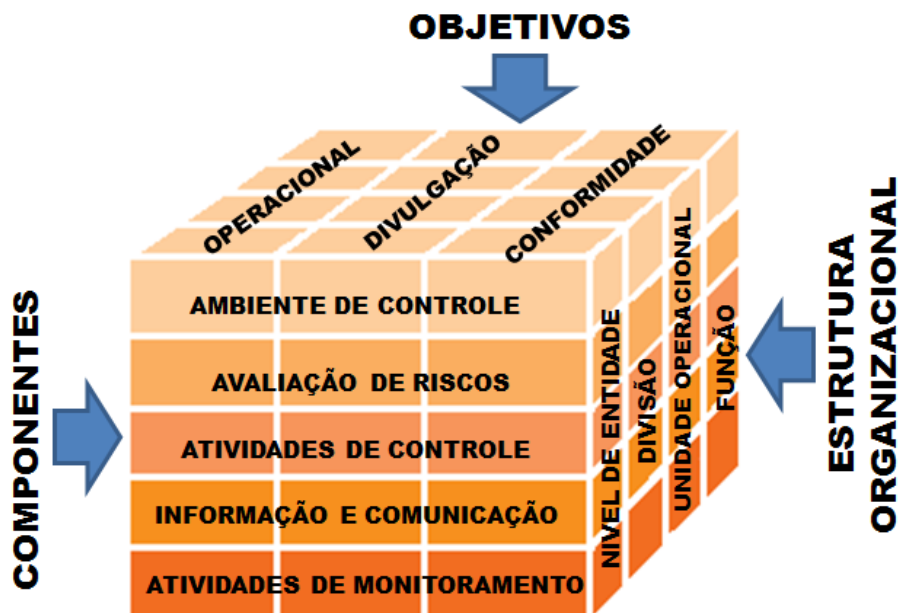 OBJETIVOS
OPERACIONAL
DIVULGAÇÃO
CONFORMIDADE
COMPONENTES
AMBIENTE DE CONTROLE
AVALIAÇÃO DE RISCOS
ATIVIDADES DE CONTROLE
INFORMAÇÃO E COMUNICAÇÃO
ATIVIDADES DE MONITORAMENTO
NIVEL DE ENTIDADE
DIVISÃO
UNIDADE OPERACIONAL
FUNÇÃO
ESTRUTURA
ORGANIZACIONAL